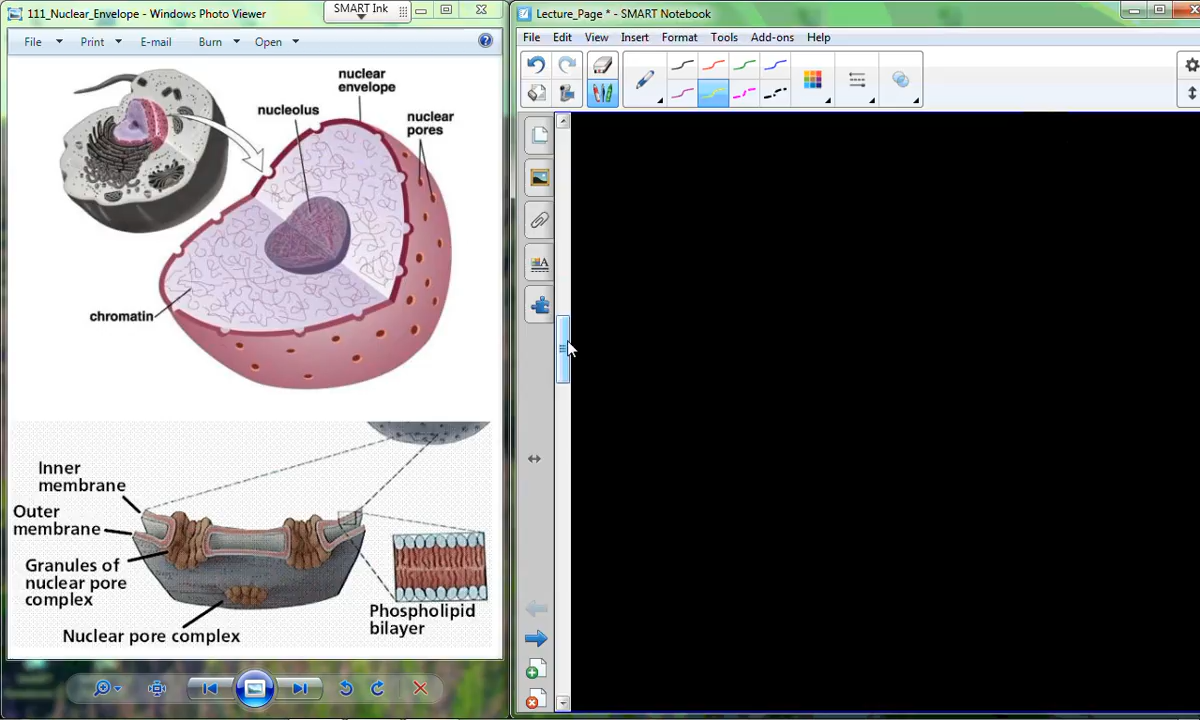 111_Nuclear_Envelope - Windows Photo Viewer
SMART Ink
File Print E-mail Burn Open
nuclear
envelope
nucleolus
nuclear
pores
chromatin
Inner
membrane
Outer
membrane
Granules of
nuclear pore
complex
Nuclear pore complex
Phospholipid
bilayer
Lecture_Page * - SMART Notebook
File Edit View Insert Format Tools Add-ons Help